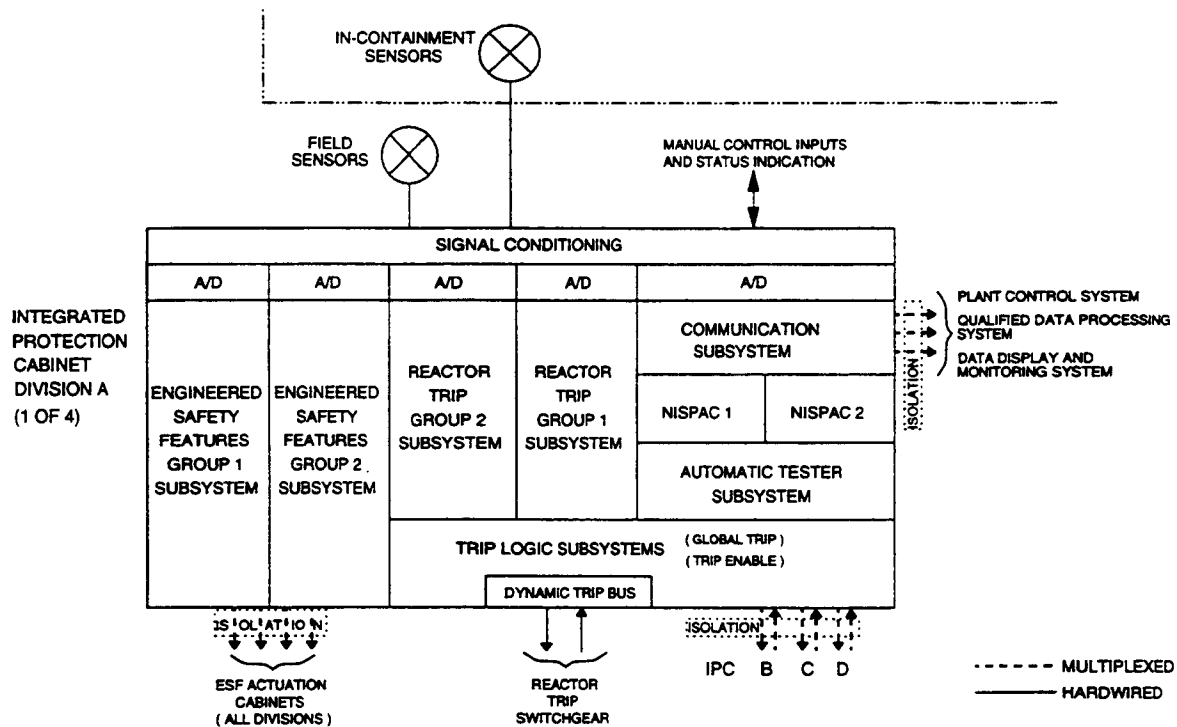 IN-CONTAINMENT
SENSORS
FIELD
SENSORS
MANUAL CONTROL INPUTS
AND STATUS INDICATION
SIGNAL CONDITIONING
A/D
A/D
A/D
A/D
A/D
INTEGRATED
PROTECTION
CABINET
DIVISION A
(1 OF 4)
ENGINEERED
SAFETY
FEATURES
GROUP 1
SUBSYSTEM
ENGINEERED
SAFETY
FEATURES
GROUP 2
SUBSYSTEM
REACTOR
TRIP
GROUP 2
SUBSYSTEM
REACTOR
TRIP
GROUP 1
SUBSYSTEM
COMMUNICATION
SUBSYSTEM
NISPAC 1
NISPAC 2
AUTOMATIC TESTER
SUBSYSTEM
ISOLATION
PLANT CONTROL SYSTEM
QUALIFIED DATA PROCESSING
SYSTEM
DATA DISPLAY AND
MONITORING SYSTEM
TRIP LOGIC SUBSYSTEMS
( GLOBAL TRIP )
( TRIP ENABLE )
DYNAMIC TRIP BUS
ISOLATION
ISOLATION
ESF ACTUATION
CABINETS
( ALL DIVISIONS )
REACTOR
TRIP
SWITCHGEAR
IPC B C D
MULTIPLEXED
HARDWIRED